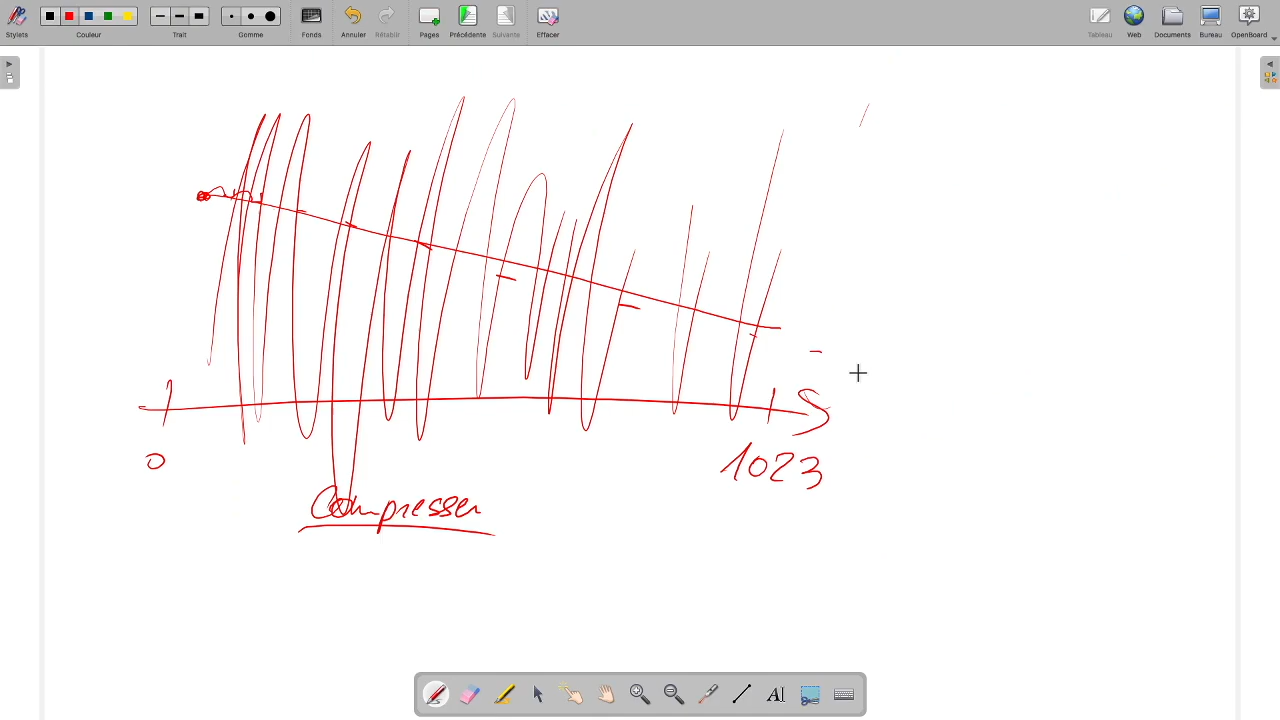 Stylets
Couleur
Trait
Gomme
Fonds
Annuler
Rétablir
Pages
Précédente
Suivante
Effacer
Tableau
Web
Documents
Bureau
OpenBoard
S
0
1023
Compresser
AI